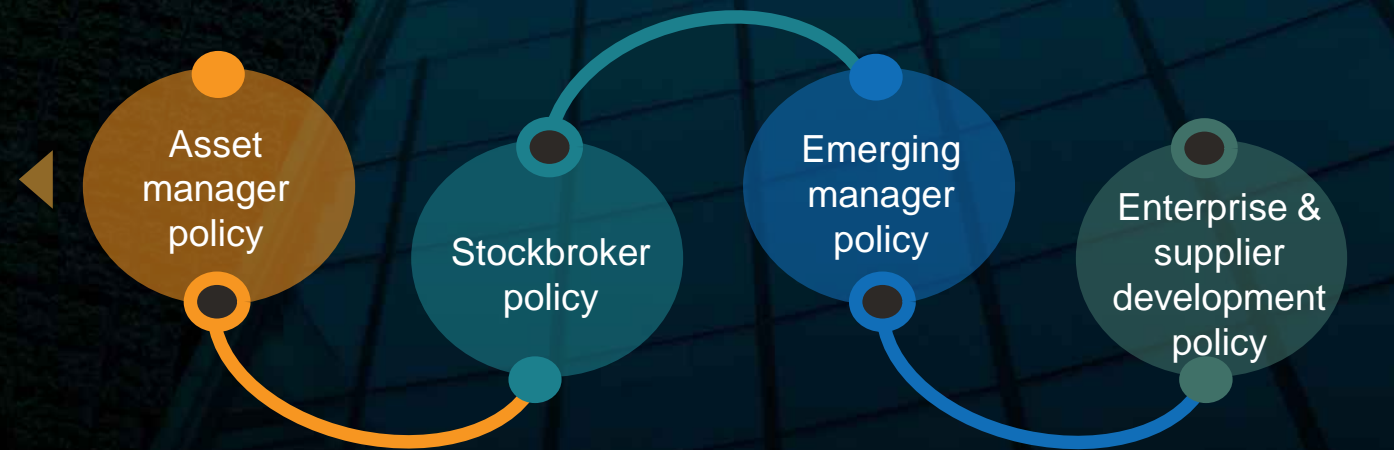 Asset
manager
policy
Stockbroker
policy
Emerging
manager
policy
Enterprise &
supplier
development
policy